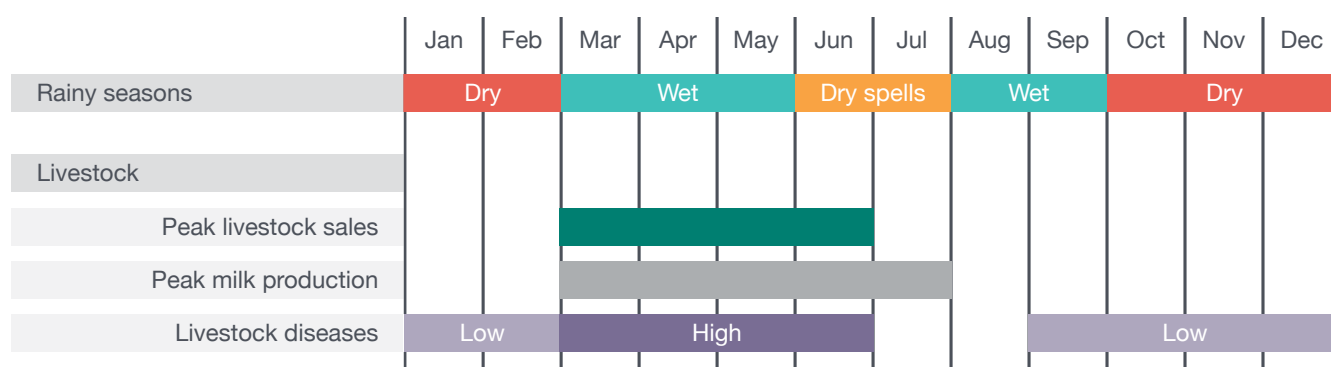 Jan Feb Mar Apr May Jun Jul Aug Sep Oct Nov Dec
Rainy seasons Dry Wet Dry spells Wet Dry
Livestock
Peak livestock sales
Peak milk production
Livestock diseases Low High Low